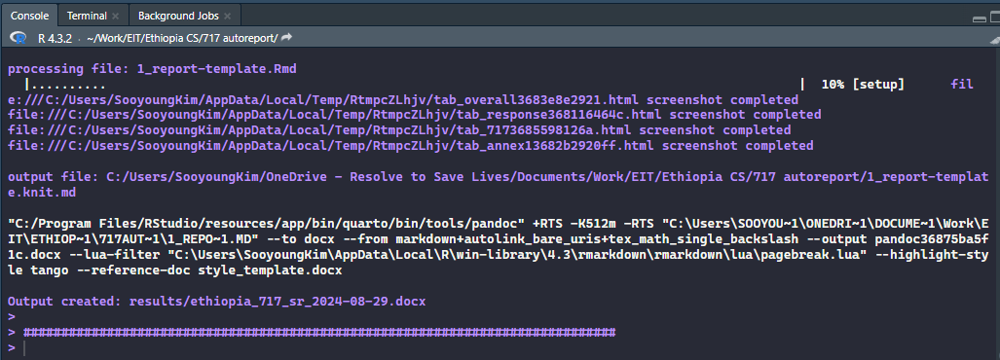 Console Terminal Background Jobs
R 4.3.2 · ~/Work/EIT/Ethiopia CS/717 autoreport/
processing file: 1_report-template.Rmd
|.......... | 10% [setup] fil
e:///C:/Users/SooyoungKim/AppData/Local/Temp/RtmpcZLhjv/tab_overall3683e8e2921.html screenshot completed
file:///C:/Users/SooyoungKim/AppData/Local/Temp/RtmpcZLhjv/tab_response368116464c.html screenshot completed
file:///C:/Users/SooyoungKim/AppData/Local/Temp/RtmpcZLhjv/tab_7173685598126a.html screenshot completed
file:///C:/Users/SooyoungKim/AppData/Local/Temp/RtmpcZLhjv/tab_annex13682b2920ff.html screenshot completed
output file: C:/Users/SooyoungKim/OneDrive - Resolve to Save Lives/Documents/Work/EIT/Ethiopia CS/717 autoreport/1_report-templat
e.knit.md
"C:/Program Files/RStudio/resources/app/bin/quarto/bin/tools/pandoc" +RTS -K512m -RTS "C:\Users\SOOYOU~1\ONEDRI~1\DOCUME~1\Work\E
IT\ETHIOP~1\717AUT~1\1_REPO~1.MD" --to docx --from markdown+autolink_bare_uris+tex_math_single_backslash --output pandoc36875ba5f
1c.docx --lua-filter "C:\Users\SooyoungKim\AppData\Local\R\win-library\4.3\rmarkdown\rmarkdown\lua\pagebreak.lua" --highlight-sty
le tango --reference-doc style_template.docx
Output created: results/ethiopia_717_sr_2024-08-29.docx
>
> ##############################################################################
>